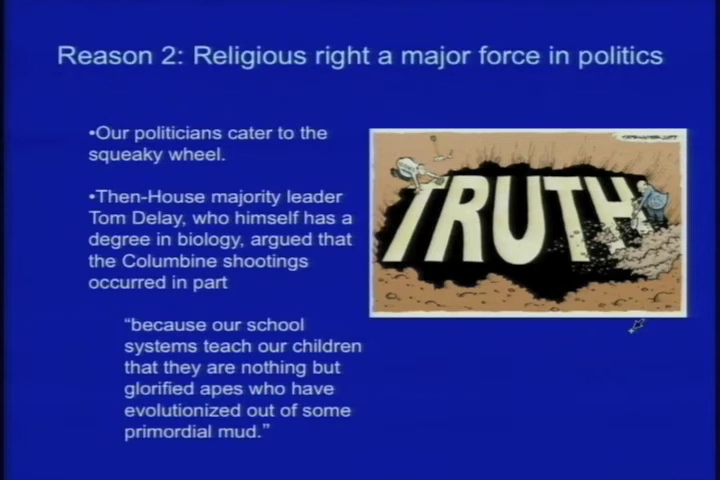 Reason 2: Religious right a major force in politics
•Our politicians cater to the
squeaky wheel.
•Then-House majority leader
Tom Delay, who himself has a
degree in biology, argued that
the Columbine shootings
occurred in part
“because our school
systems teach our children
that they are nothing but
glorified apes who have
evolutionized out of some
primordial mud.”
TRUTH